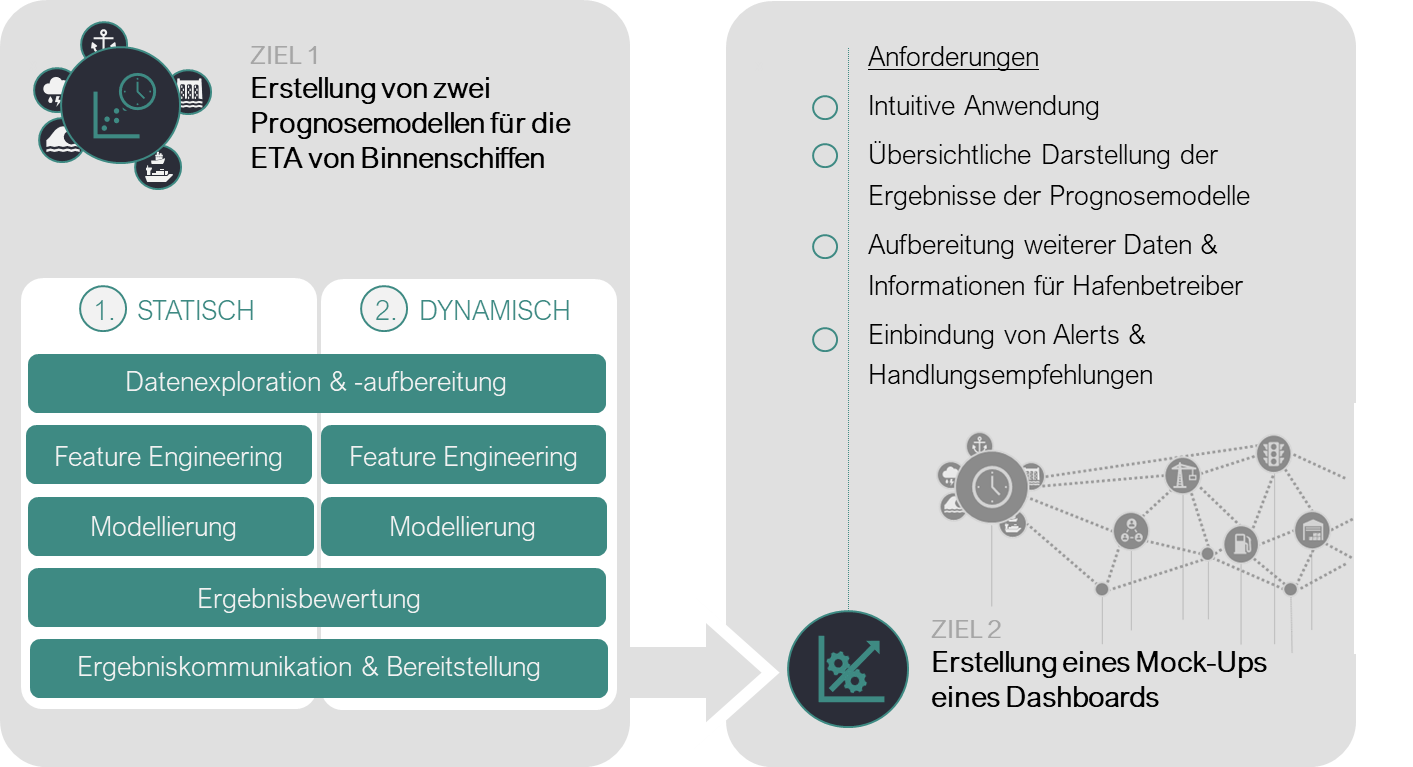 ZIEL 1
Erstellung von zwei
Prognosemodellen für die
ETA von Binnenschiffen
1. STATISCH
2. DYNAMISCH
Datenexploration & -aufbereitung
Feature Engineering
Feature Engineering
Modellierung
Modellierung
Ergebnisbewertung
Ergebniskommunikation & Bereitstellung
Anforderungen
Intuitive Anwendung
Übersichtliche Darstellung der
Ergebnisse der Prognosemodelle
Aufbereitung weiterer Daten &
Informationen für Hafenbetreiber
Einbindung von Alerts &
Handlungsempfehlungen
ZIEL 2
Erstellung eines Mock-Ups
eines Dashboards